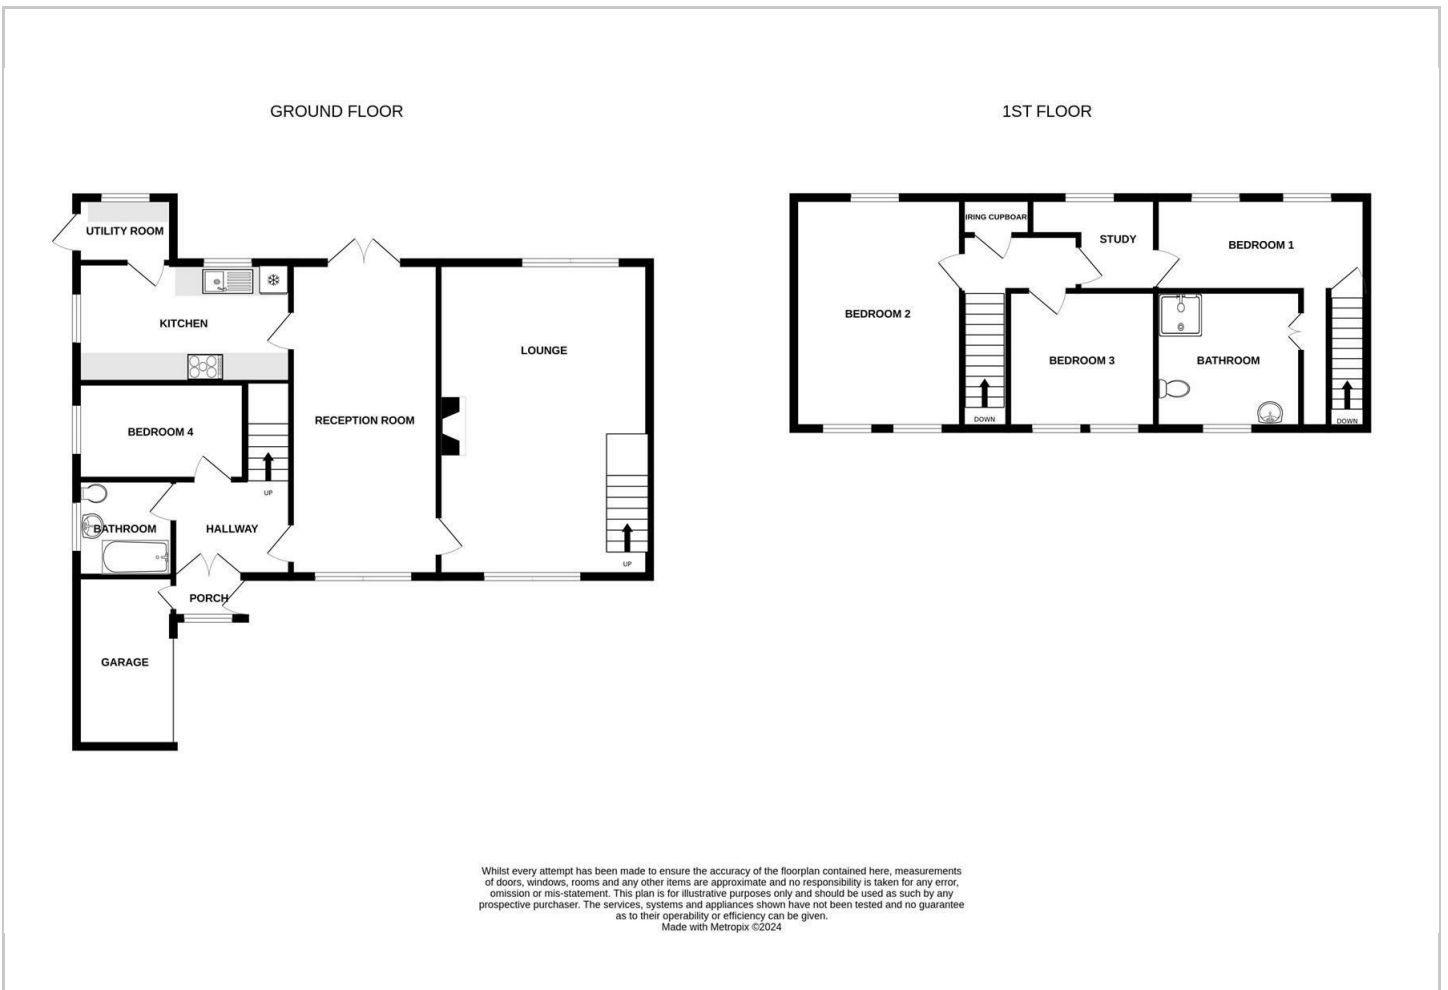 GROUND FLOOR
1ST FLOOR
UTILITY ROOM
KITCHEN
LOUNGE
RECEPTION ROOM
BEDROOM 4
UP
BATHROOM
HALLWAY
UP
PORCH
GARAGE
IRING CUPBOAR
STUDY
BEDROOM 1
BEDROOM 2
BEDROOM 3
BATHROOM
DOWN
DOWN
Whilst every attempt has been made to ensure the accuracy of the floorplan contained here, measurements
of doors, windows, rooms and any other items are approximate and no responsibility is taken for any error,
omission or mis-statement. This plan is for illustrative purposes only and should be used as such by any
prospective purchaser. The services, systems and appliances shown have not been tested and no guarantee
as to their operability or efficiency can be given.
Made with Metropix ©2024